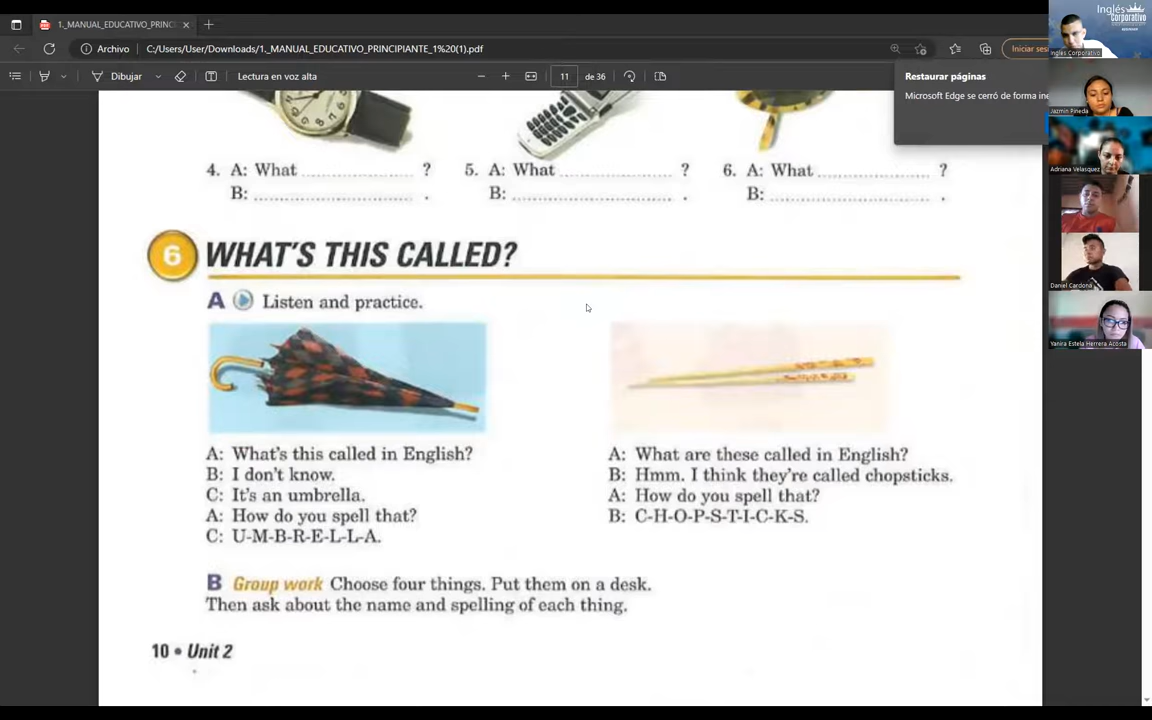 1._MANUAL_EDUCATIVO_PRINCI
Archivo
C:/Users/User/Downloads/1._MANUAL_EDUCATIVO_PRINCIPIANTE_1%20(1).pdf
Iniciar ses
Dibujar
Lectura en voz alta
11
de 36
Restaurar páginas
Microsoft Edge se cerró de forma ine
Inglés
Corporativo
Inglés Corporativo
Jazmin Pineda
Adriana Velasquez
Daniel Cardona
Yanira Estela Herrera Acosta
4. A: What ................ ?
B: ................ .
5. A: What ................ ?
B: ................ .
6. A: What ................ ?
B: ................ .
6 WHAT'S THIS CALLED?
A Listen and practice.
A: What's this called in English?
B: I don't know.
C: It's an umbrella.
A: How do you spell that?
C: U-M-B-R-E-L-L-A.
A: What are these called in English?
B: Hmm. I think they're called chopsticks.
A: How do you spell that?
B: C-H-O-P-S-T-I-C-K-S.
B Group work Choose four things. Put them on a desk.
Then ask about the name and spelling of each thing.
10 • Unit 2